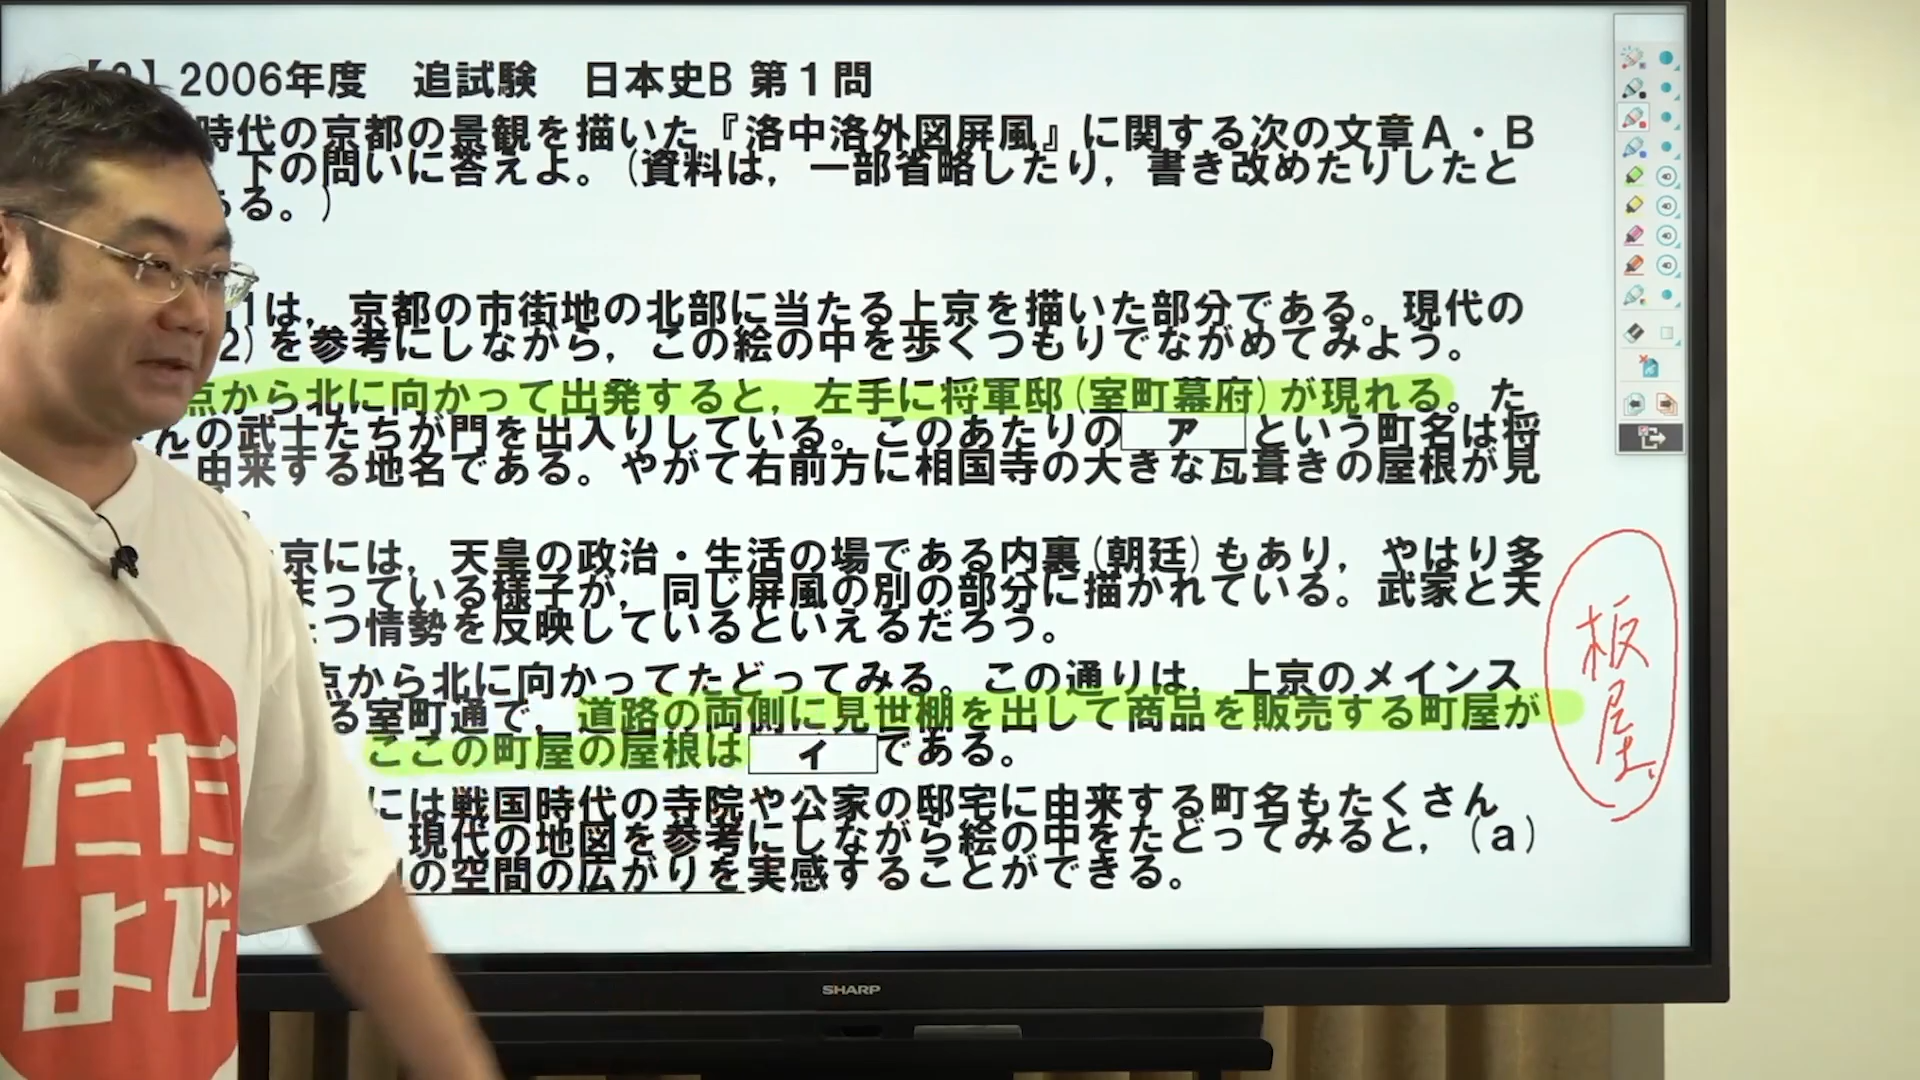 】2006年度 追試験 日本史B 第１問
時代の京都の景観を描いた『洛中洛外図屏風』に関する次の文章Ａ・Ｂ
下の問いに答えよ。(資料は，一部省略したり，書き改めたりしたと
る。)
1は，京都の市街地の北部に当たる上京を描いた部分である。現代の
2)を参考にしながら，この絵の中を歩くつもりでながめてみよう。
点から北に向かって出発すると，左手に将軍邸(室町幕府)が現れる。た
んの武士たちが門を出入りしている。このあたりの ア という町名は将
に由来する地名である。やがて右前方に相国寺の大きな瓦葺きの屋根が見
。
京には，天皇の政治・生活の場である内裏(朝廷)もあり，やはり多
まっている様子が，同じ屏風の別の部分に描かれている。武家と天
つ情勢を反映しているといえるだろう。
点から北に向かってたどってみる。この通りは，上京のメインス
る室町通で，道路の両側に見世棚を出して商品を販売する町屋が
ここの町屋の屋根は イ である。
には戦国時代の寺院や公家の邸宅に由来する町名もたくさん
現代の地図を参考にしながら絵の中をたどってみると，（ａ）
の空間の広がりを実感することができる。
板屋
SHARP
ただ
よび